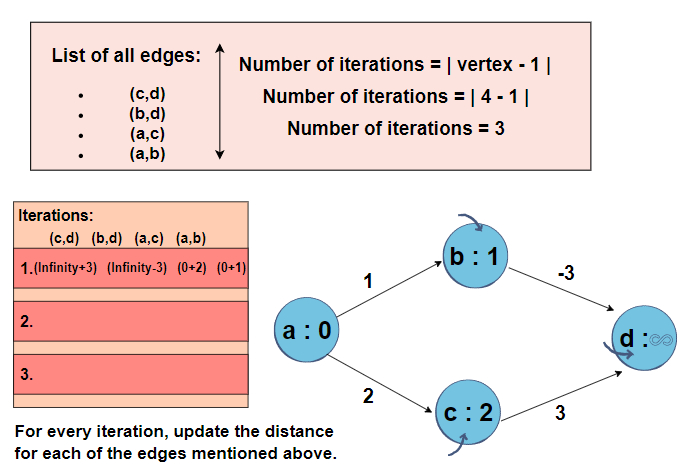 List of all edges:
• (c,d)
• (b,d)
• (a,c)
• (a,b)
Number of iterations = | vertex - 1 |
Number of iterations = | 4 - 1 |
Number of iterations = 3
Iterations:
(c,d) (b,d) (a,c) (a,b)
1.(Infinity+3) (Infinity-3) (0+2) (0+1)
2.
3.
For every iteration, update the distance
for each of the edges mentioned above.
b : 1
1
-3
a : 0
d :∞
2
c : 2
3